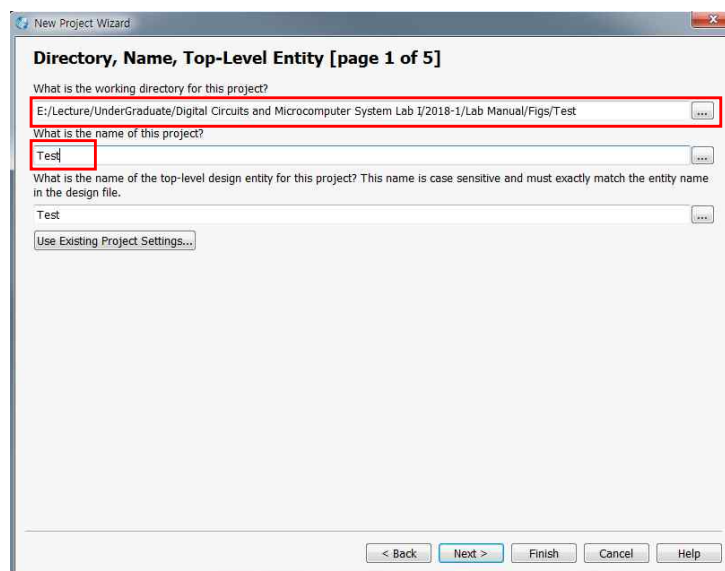 New Project Wizard
Directory, Name, Top-Level Entity [page 1 of 5]
What is the working directory for this project?
E:/Lecture/UnderGraduate/Digital Circuits and Microcomputer System Lab I/2018-1/Lab Manual/Figs/Test
...
What is the name of this project?
Test
...
What is the name of the top-level design entity for this project? This name is case sensitive and must exactly match the entity name
in the design file.
Test
...
Use Existing Project Settings...
< Back Next > Finish Cancel Help